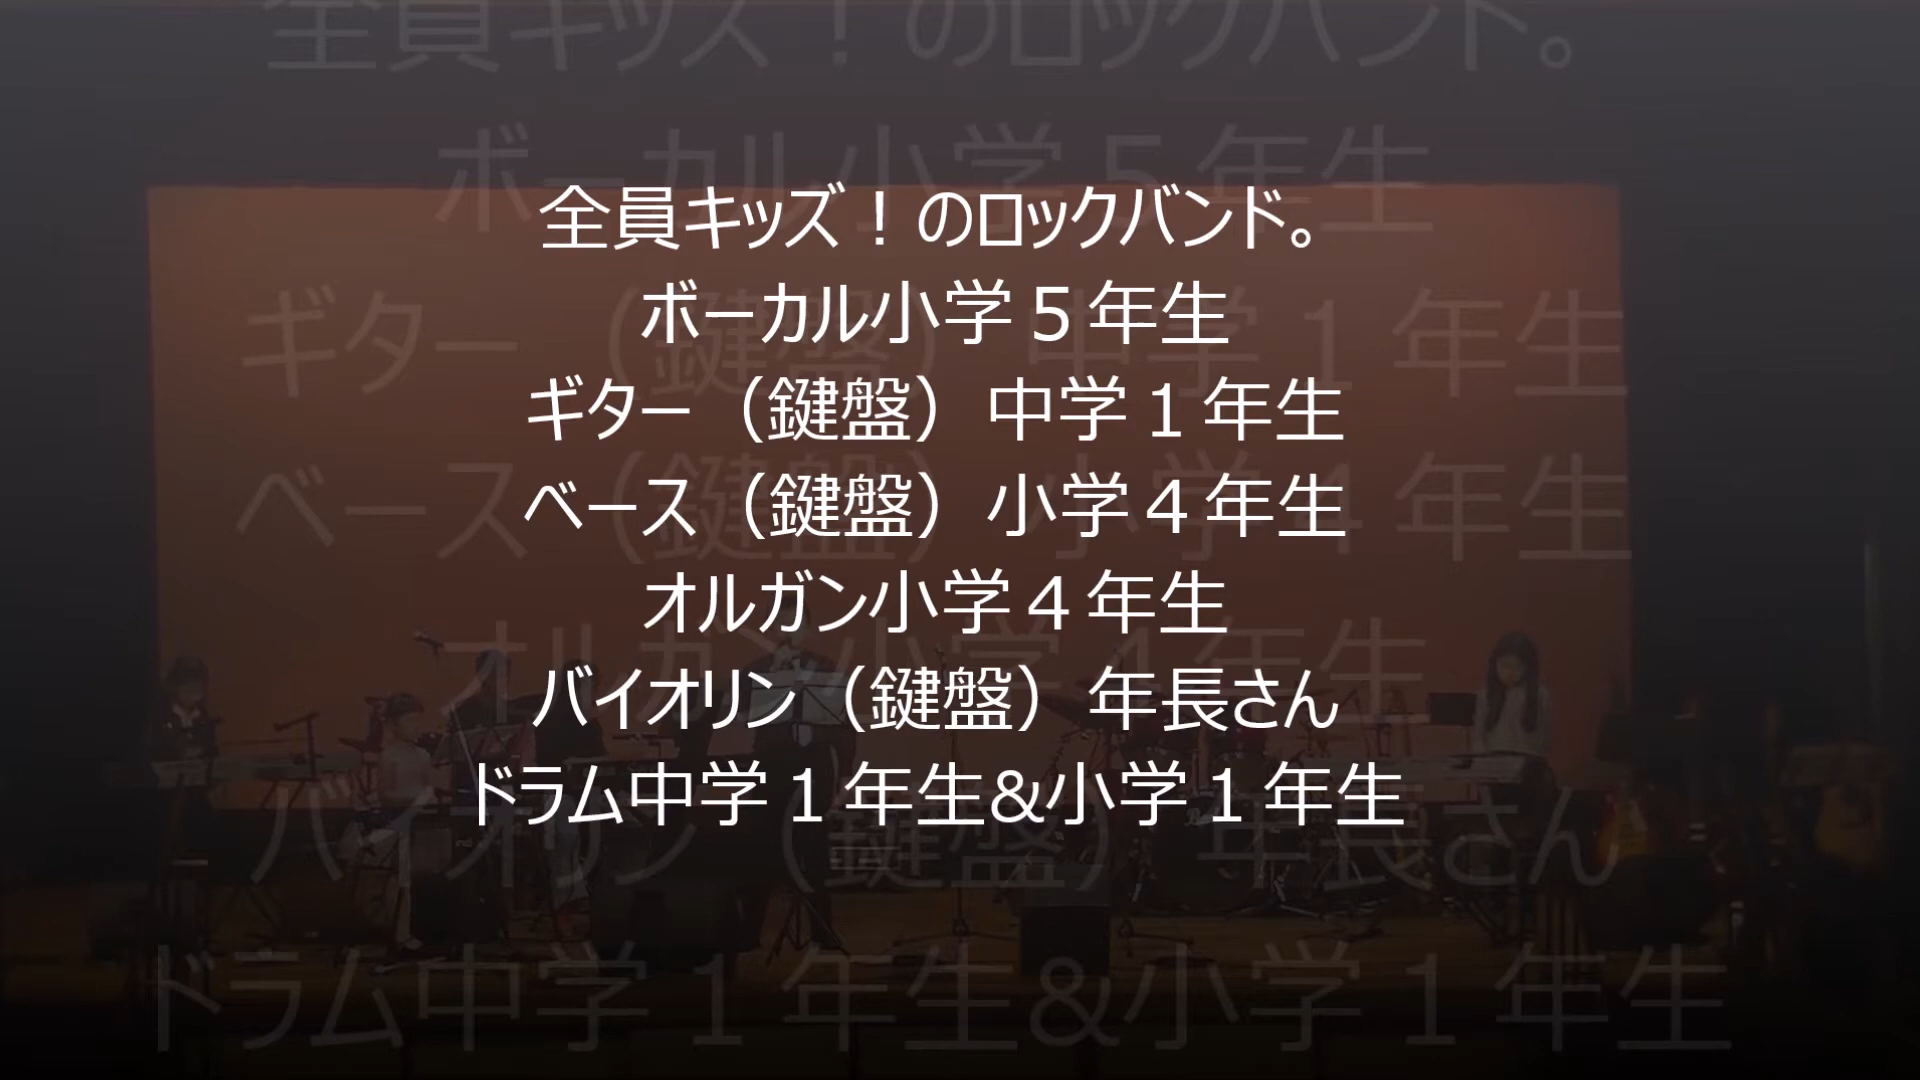 全員キッズ！のロックバンド。
ボーカル小学５年生
ギター（鍵盤）中学１年生
ベース（鍵盤）小学４年生
オルガン小学４年生
バイオリン（鍵盤）年長さん
ドラム中学１年生&小学１年生